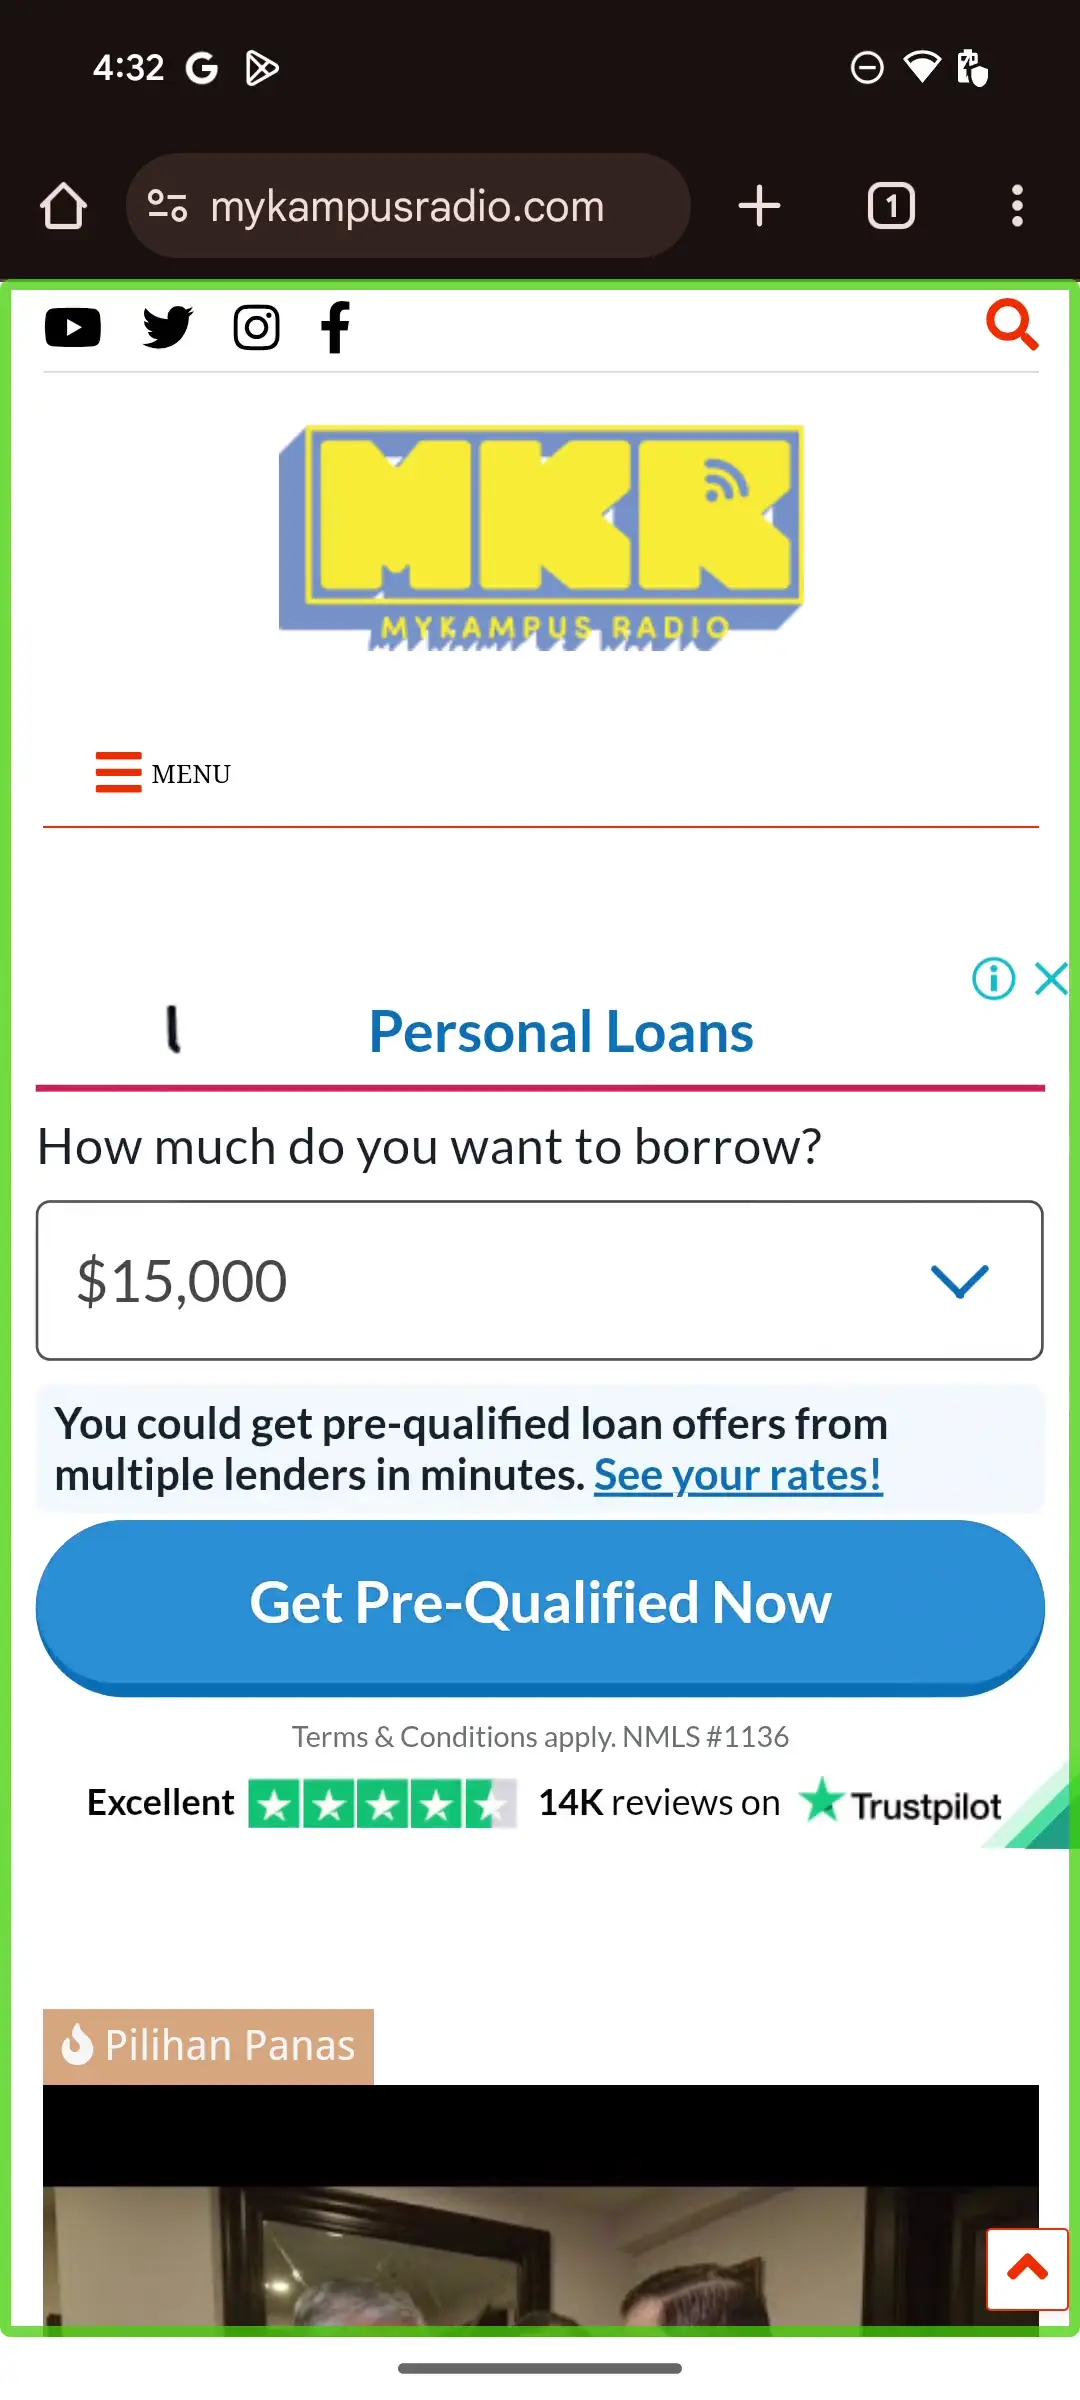 4:32
mykampusradio.com
1
MKR
MYKAMPUS RADIO
MENU
Personal Loans
How much do you want to borrow?
$15,000
You could get pre-qualified loan offers from
multiple lenders in minutes. See your rates!
Get Pre-Qualified Now
Terms & Conditions apply. NMLS #1136
Excellent 14K reviews on Trustpilot
Pilihan Panas